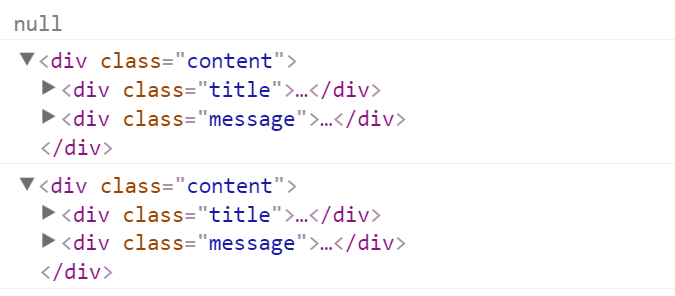 null
▼<div class="content">
▶<div class="title">…</div>
▶<div class="message">…</div>
</div>
▼<div class="content">
▶<div class="title">…</div>
▶<div class="message">…</div>
</div>